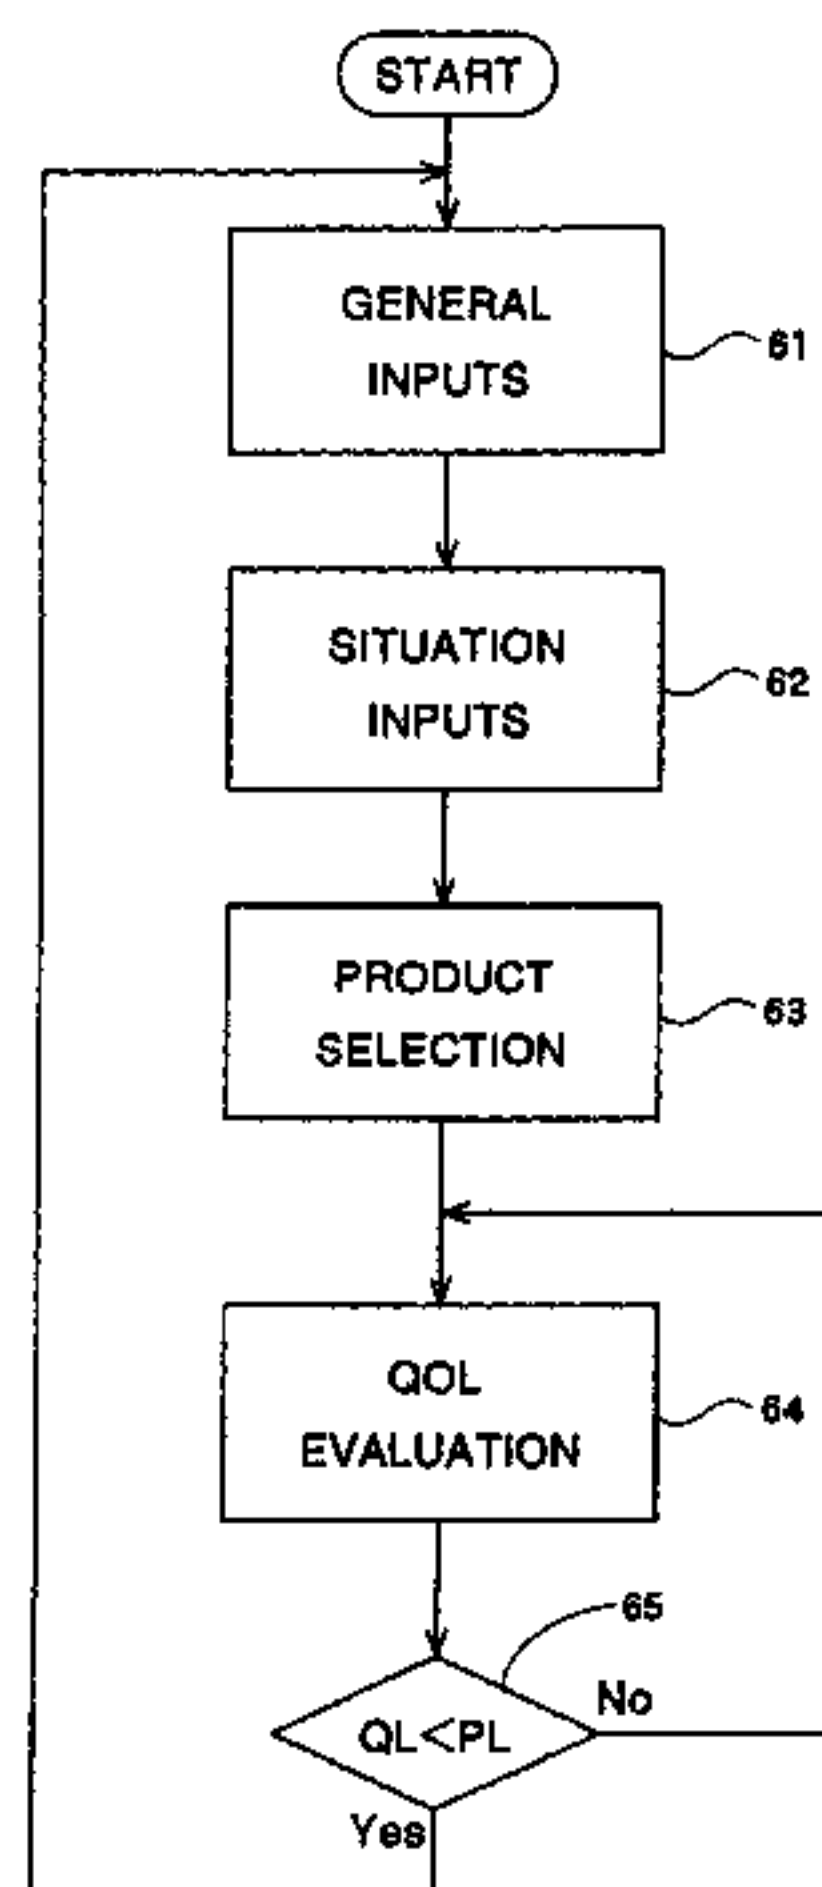 START
GENERAL
INPUTS
61
SITUATION
INPUTS
62
PRODUCT
SELECTION
63
QOL
EVALUATION
64
65
QL<PL
No
Yes